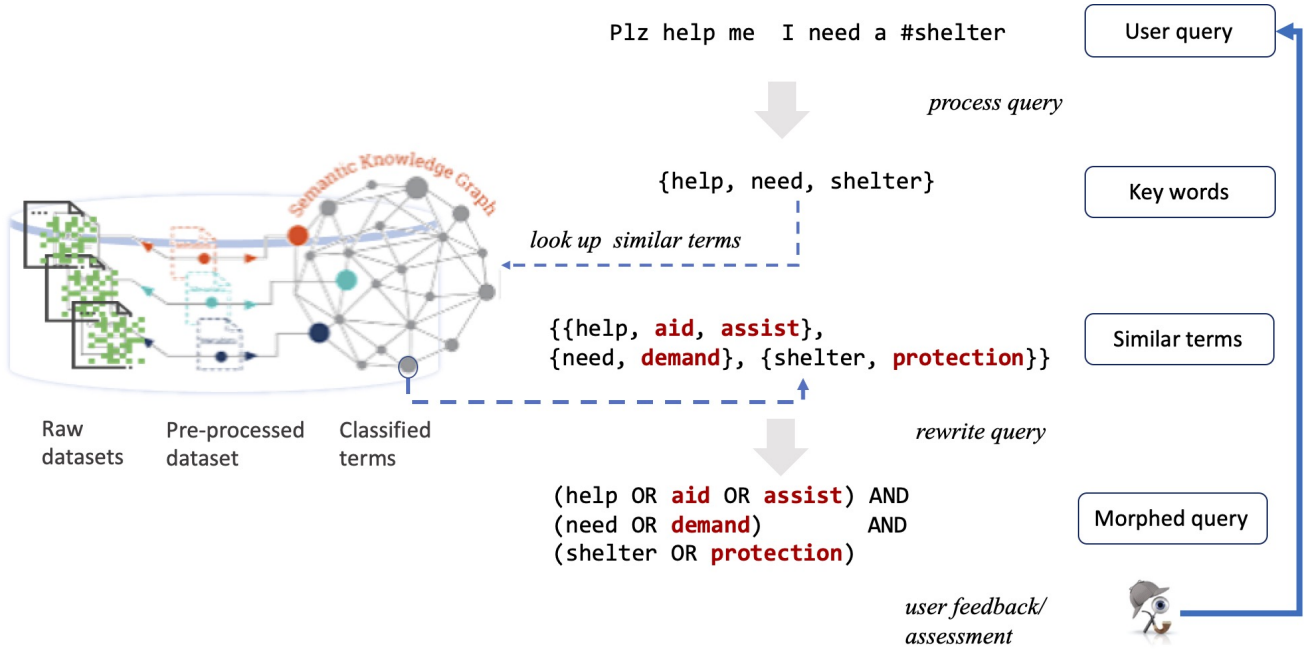 Plz help me  I need a #shelter
User query
process query
Semantic Knowledge Graph
{help, need, shelter}
Key words
look up  similar terms
{{help, aid, assist},
{need, demand}, {shelter, protection}}
Similar terms
Raw
datasets
Pre-processed
dataset
Classified
terms
rewrite query
(help OR aid OR assist) AND
(need OR demand)        AND
(shelter OR protection)
Morphed query
user feedback/
assessment